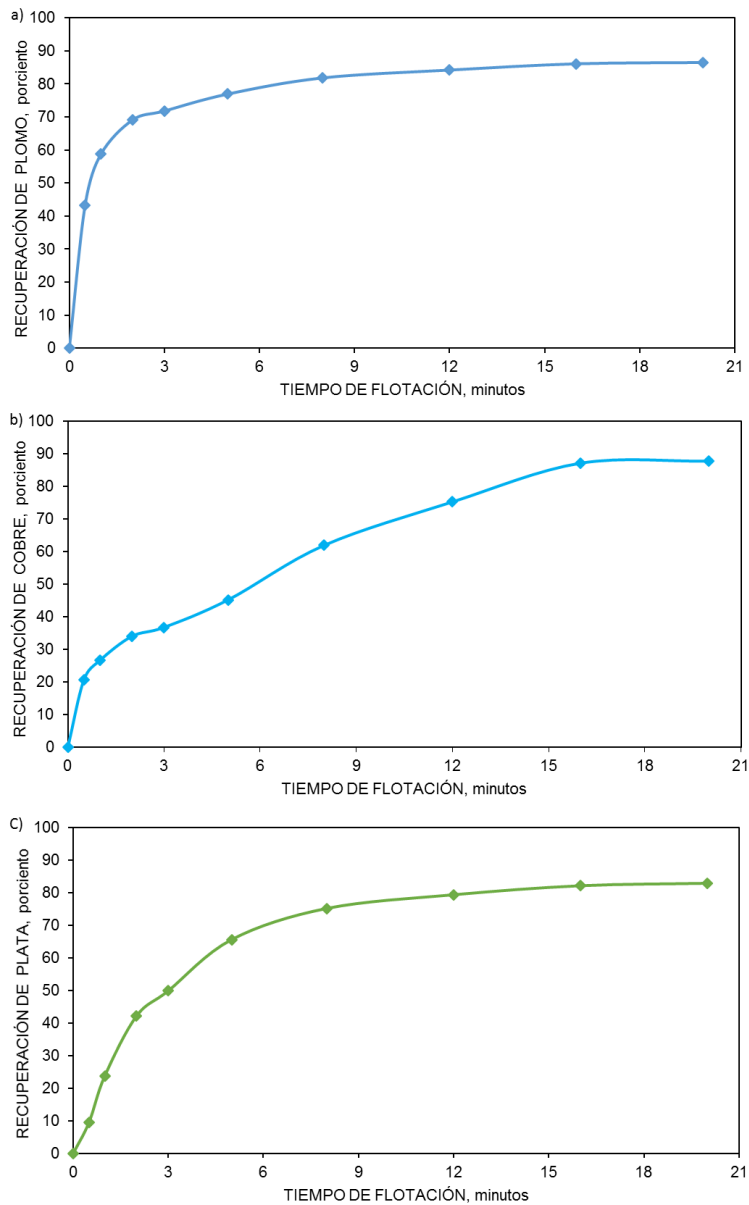 a)
100
90
80
70
60
50
40
30
20
10
0
RECUPERACIÓN DE PLOMO, porciento
0 3 6 9 12 15 18 21
TIEMPO DE FLOTACIÓN, minutos
b)
100
90
80
70
60
50
40
30
20
10
0
RECUPERACIÓN DE COBRE, porciento
0 3 6 9 12 15 18 21
TIEMPO DE FLOTACIÓN, minutos
C)
100
90
80
70
60
50
40
30
20
10
0
RECUPERACIÓN DE PLATA, porciento
0 3 6 9 12 15 18 21
TIEMPO DE FLOTACIÓN, minutos